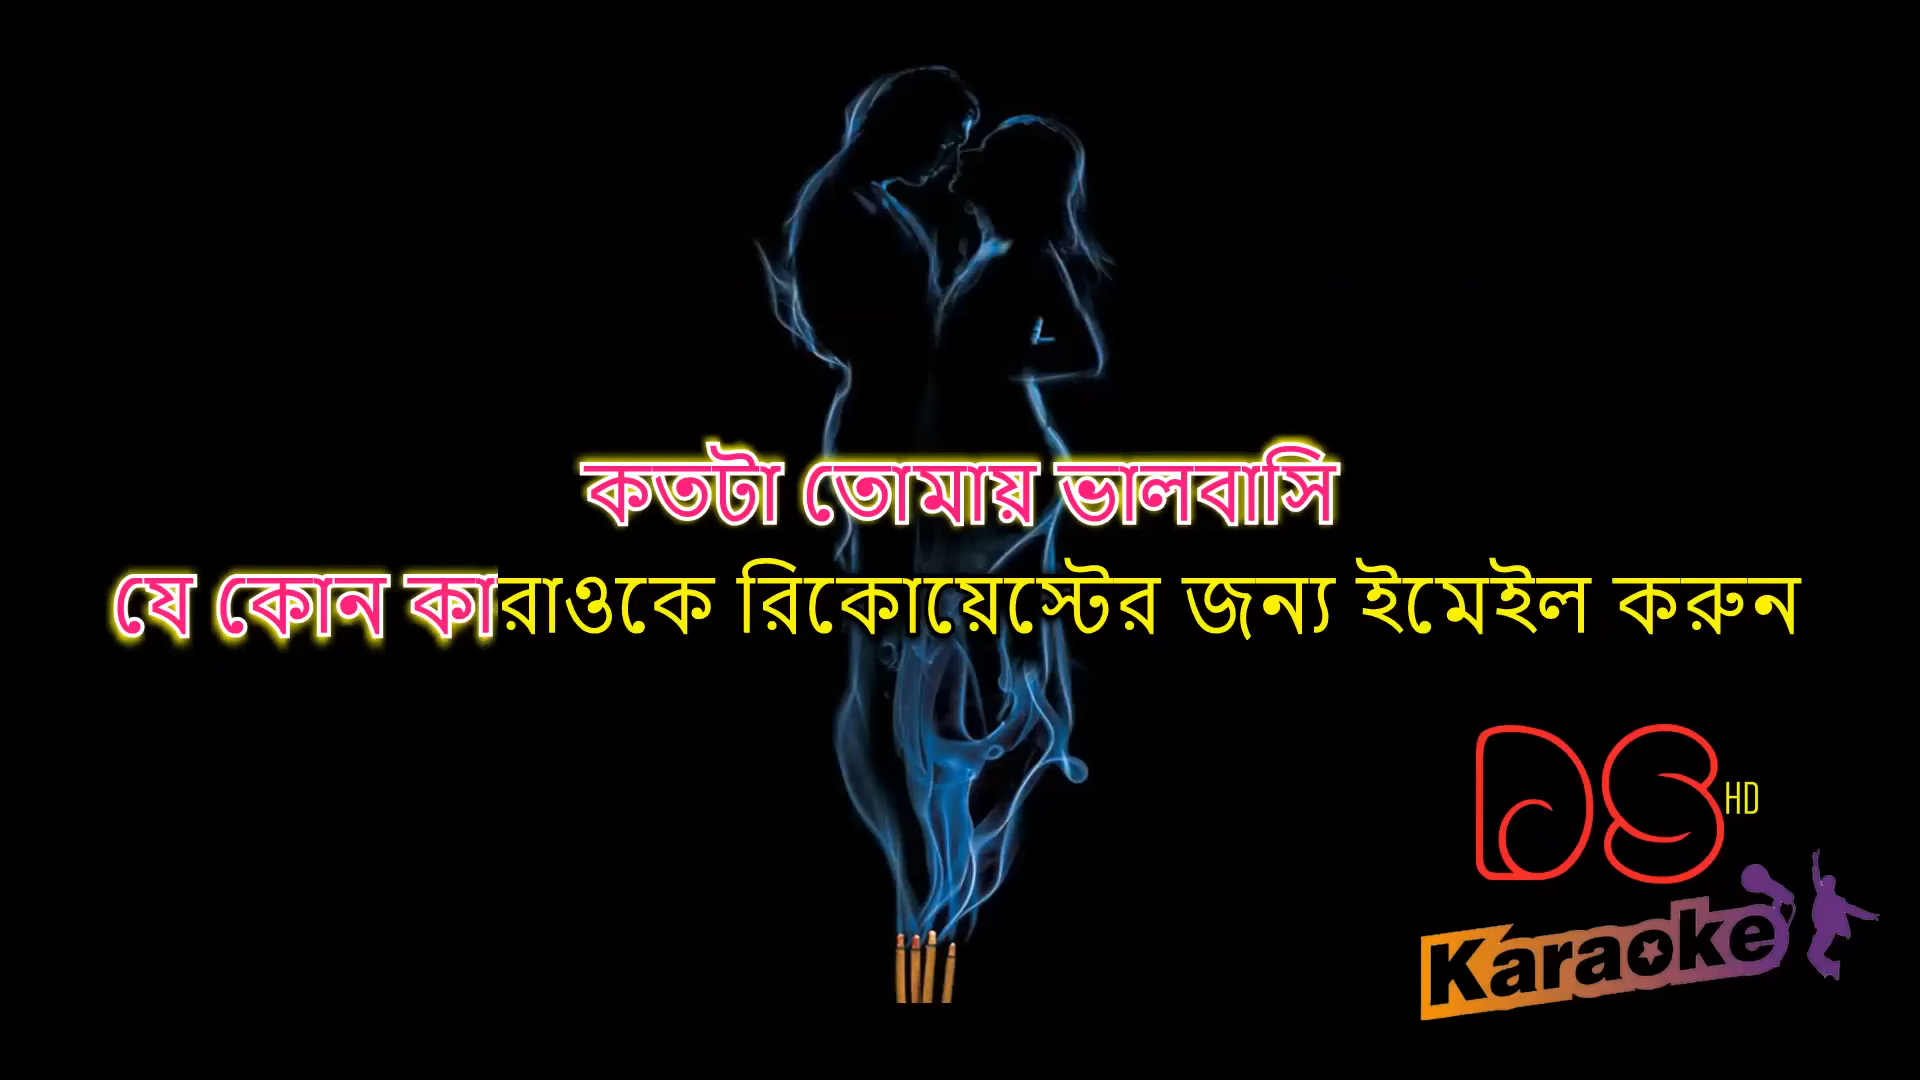 কতটা তোমায় ভালবাসি
যে কোন কারাওকে রিকোয়েস্টের জন্য ইমেইল করুন
DS HD
Karaoke